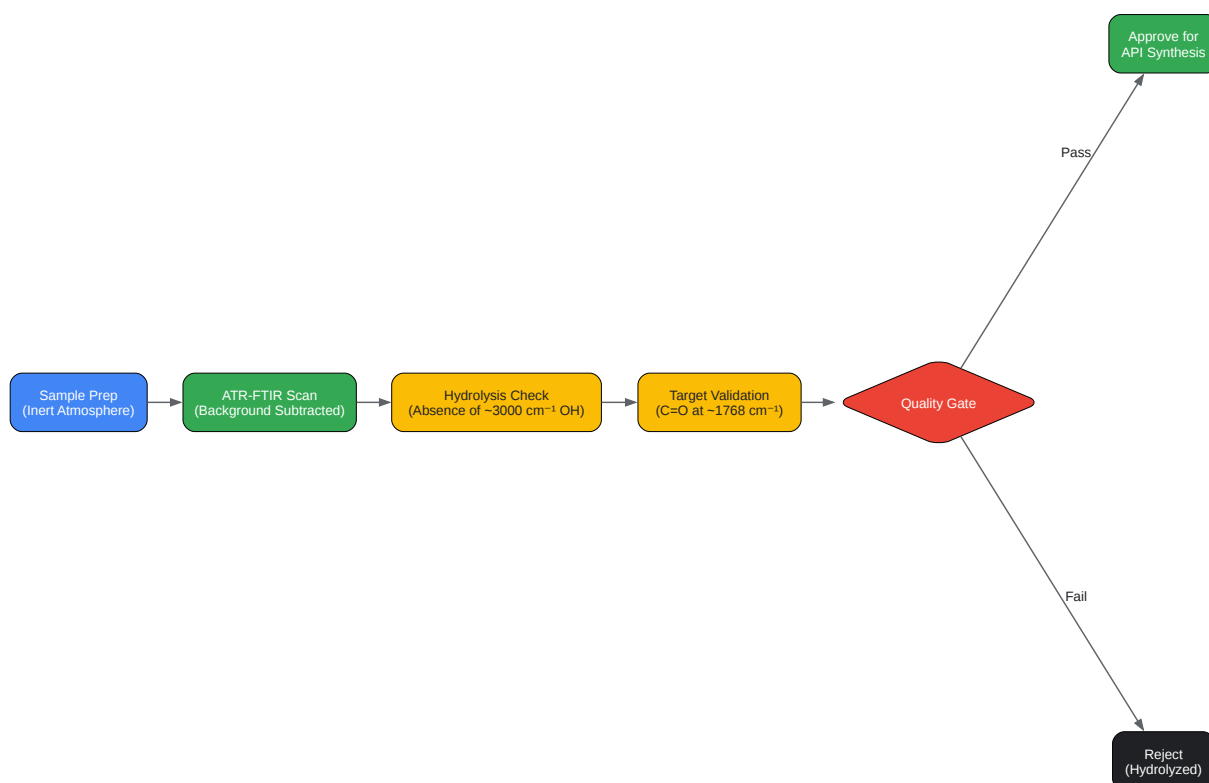 Approve for
API Synthesis
Pass
Sample Prep
(Inert Atmosphere)
ATR-FTIR Scan
(Background Subtracted)
Hydrolysis Check
(Absence of ~3000 cm⁻¹ OH)
Target Validation
(C=O at ~1768 cm⁻¹)
Quality Gate
Fail
Reject
(Hydrolyzed)